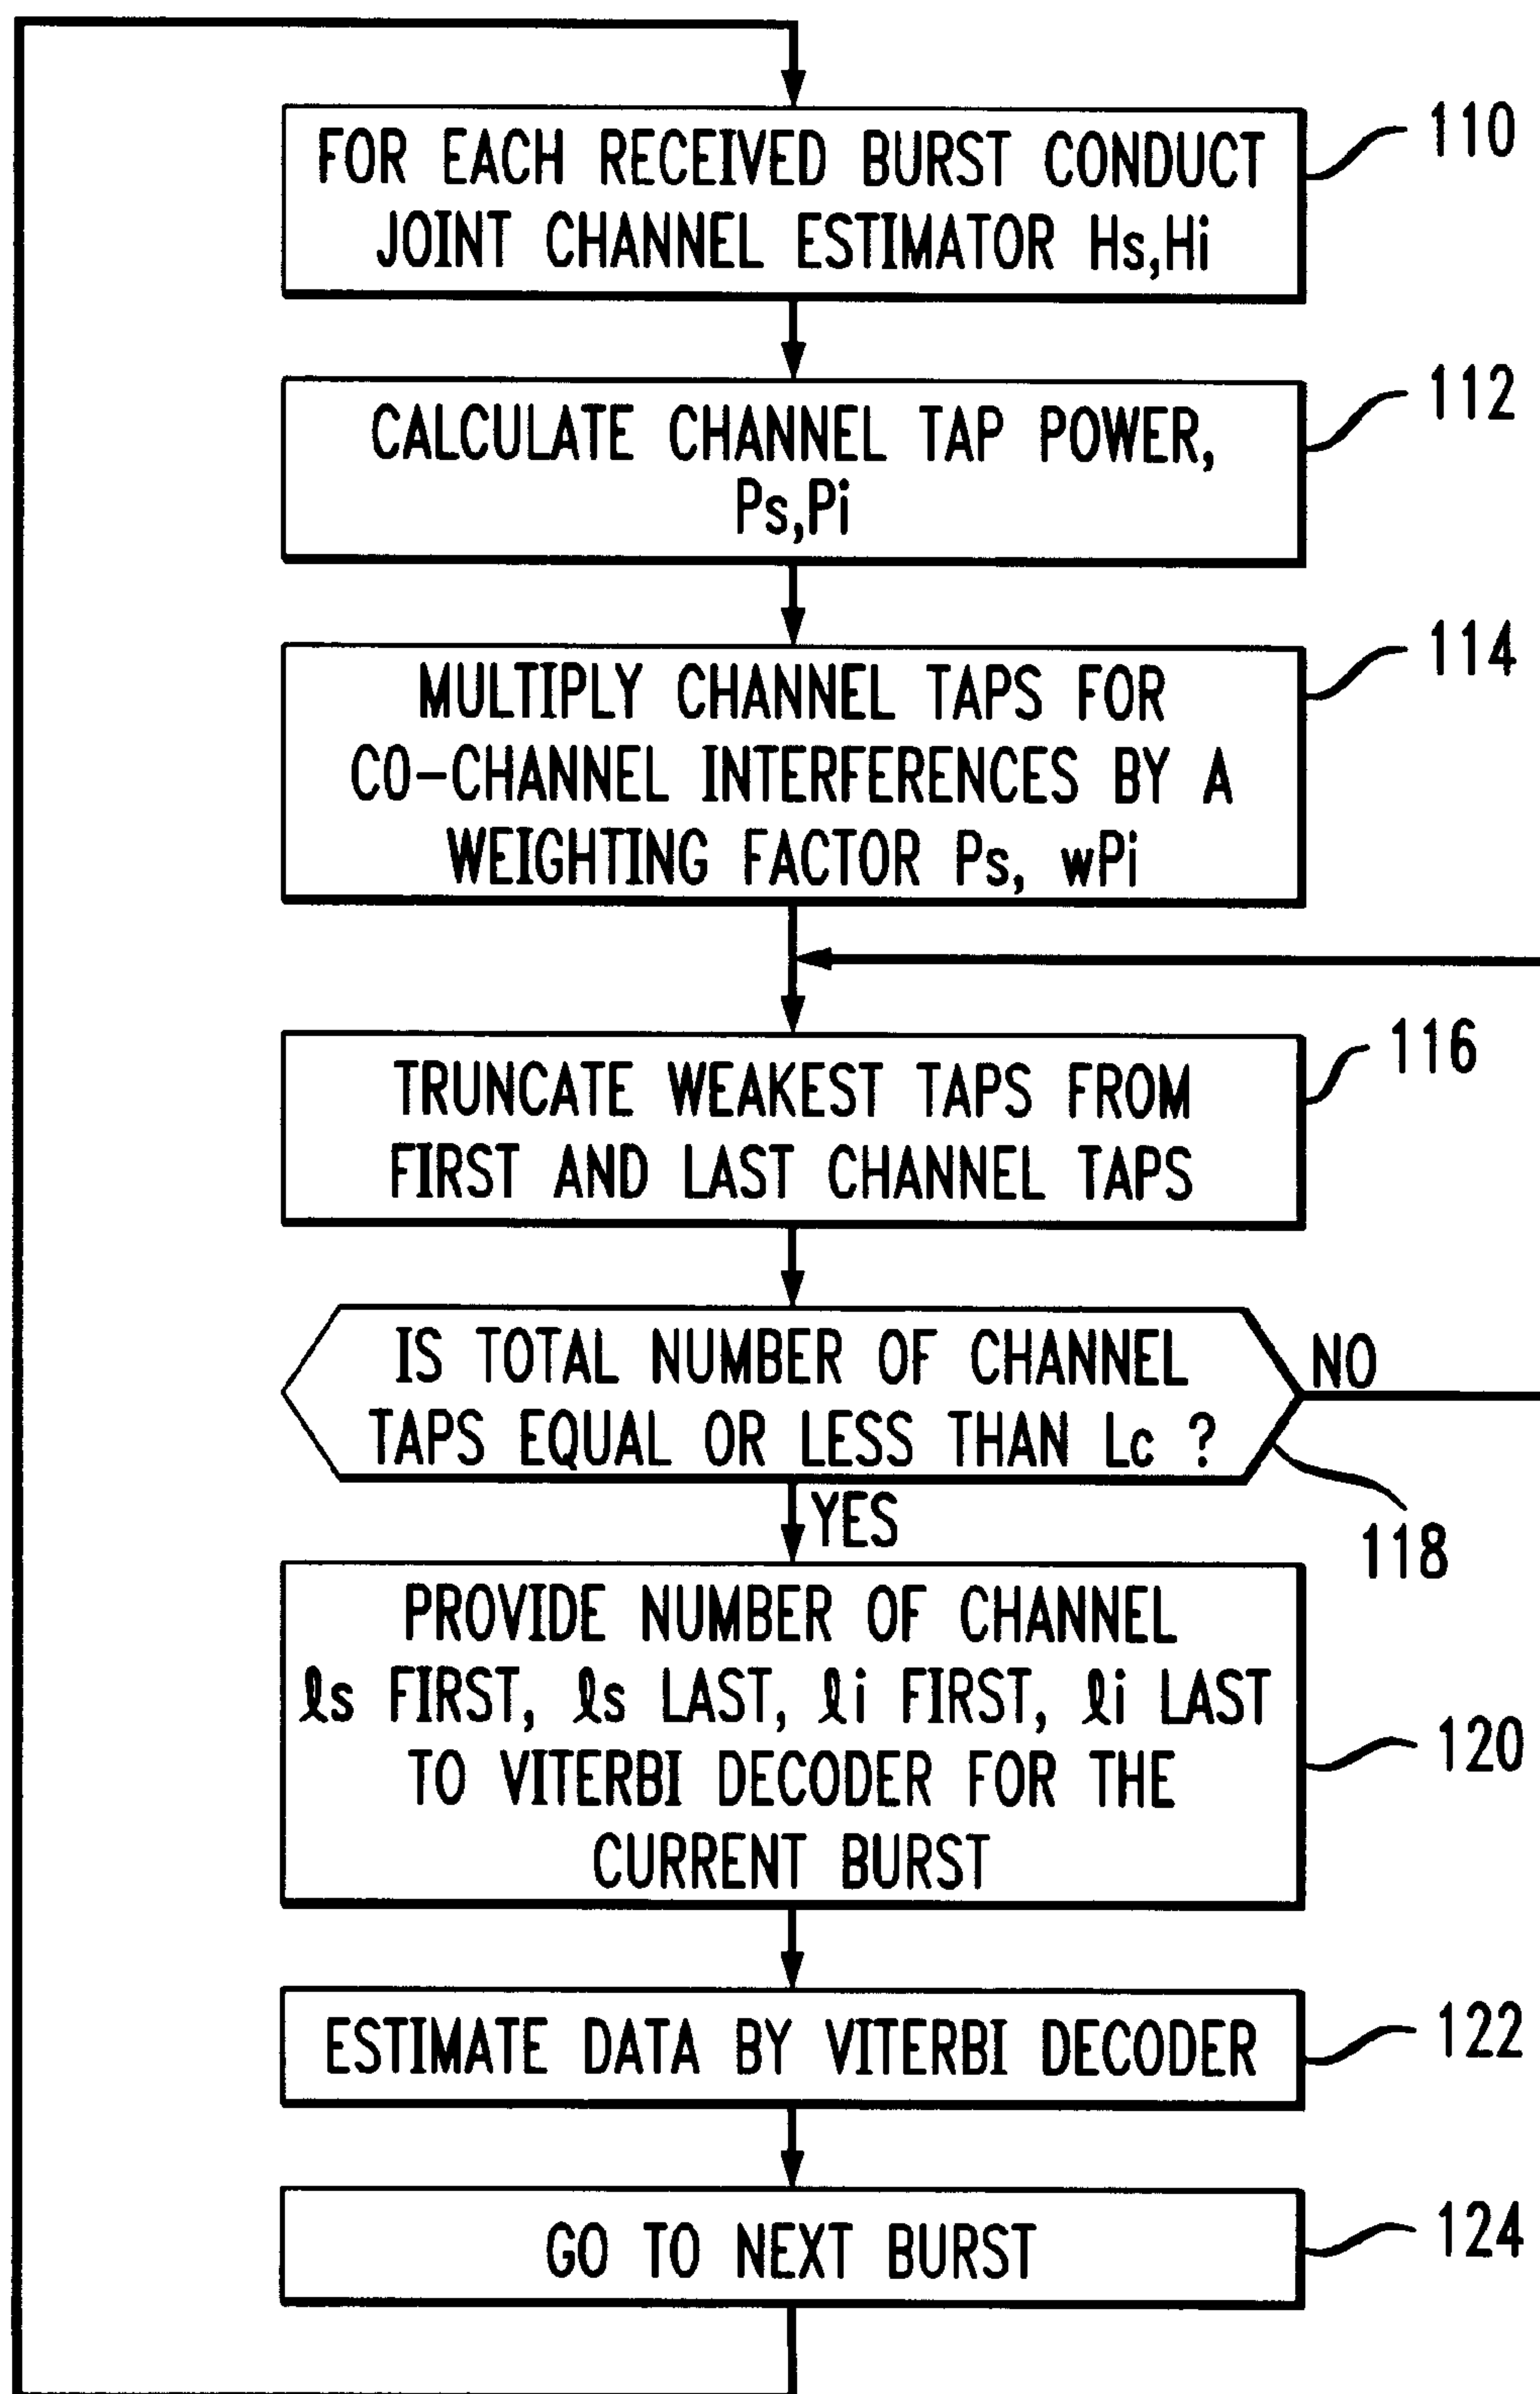 FOR EACH RECEIVED BURST CONDUCT
JOINT CHANNEL ESTIMATOR Hs,Hi
110
CALCULATE CHANNEL TAP POWER,
Ps,Pi
112
MULTIPLY CHANNEL TAPS FOR
CO-CHANNEL INTERFERENCES BY A
WEIGHTING FACTOR Ps, wPi
114
TRUNCATE WEAKEST TAPS FROM
FIRST AND LAST CHANNEL TAPS
116
IS TOTAL NUMBER OF CHANNEL
TAPS EQUAL OR LESS THAN Lc ?
NO
118
YES
PROVIDE NUMBER OF CHANNEL
ℓs FIRST, ℓs LAST, ℓi FIRST, ℓi LAST
TO VITERBI DECODER FOR THE
CURRENT BURST
120
ESTIMATE DATA BY VITERBI DECODER
122
GO TO NEXT BURST
124